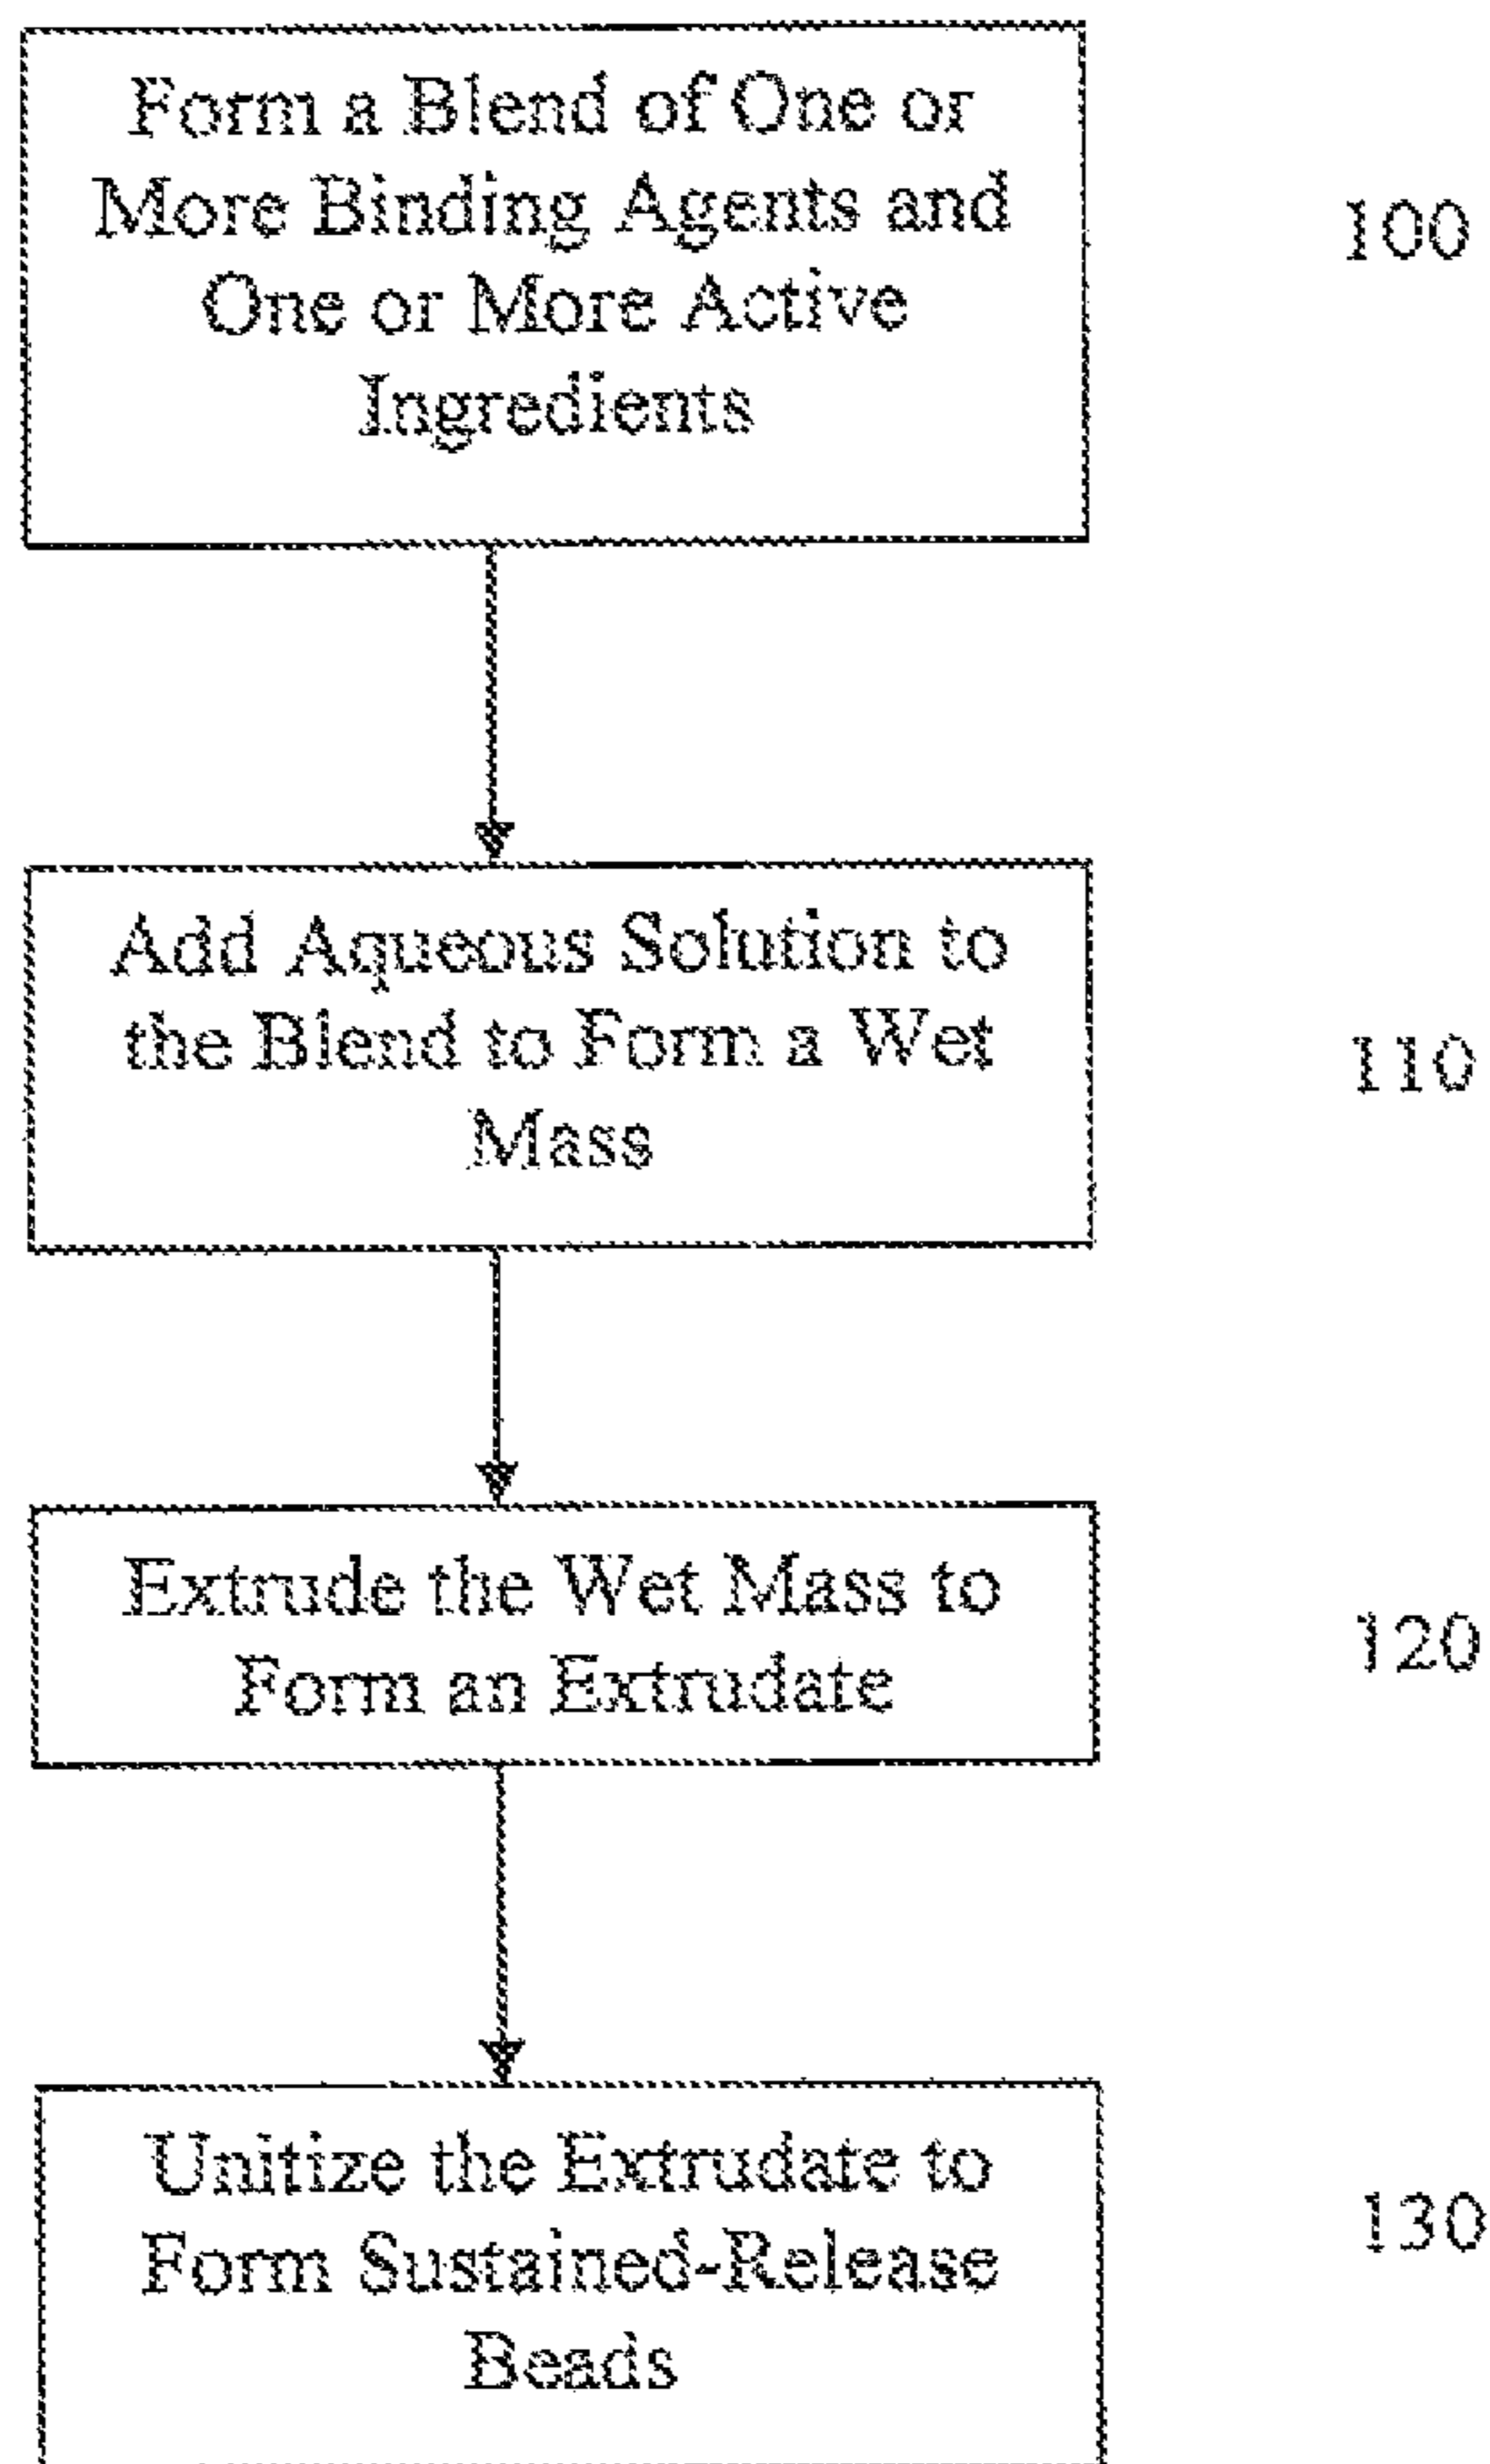 Form a Blend of One or
More Binding Agents and
One or More Active
Ingredients
100
Add Aqueous Solution to
the Blend to Form a Wet
Mass
110
Extrude the Wet Mass to
Form an Extrudate
120
Unitize the Extrudate to
Form Sustained-Release
Beads
130